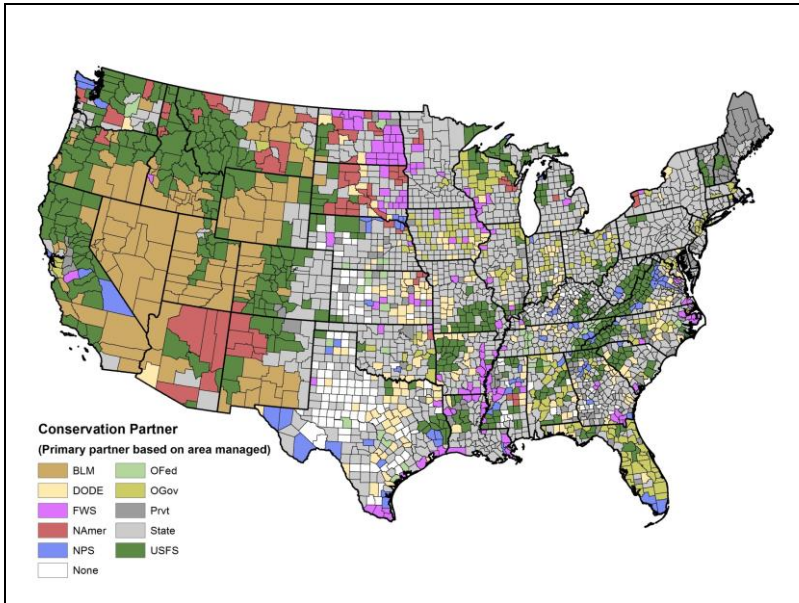 Conservation Partner
(Primary partner based on area managed)
BLM
DODE
FWS
NAmer
NPS
None
OFed
OGov
Prvt
State
USFS